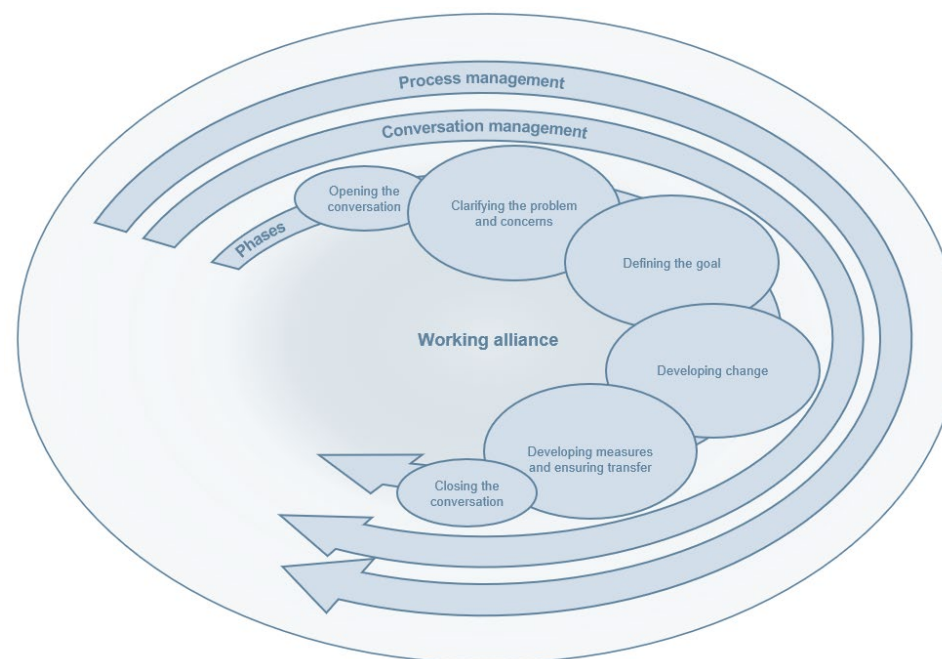 Process management
Conversation management
Opening the
conversation
Clarifying the problem
and concerns
Phases
Defining the goal
Working alliance
Developing change
Developing measures
and ensuring transfer
Closing the
conversation